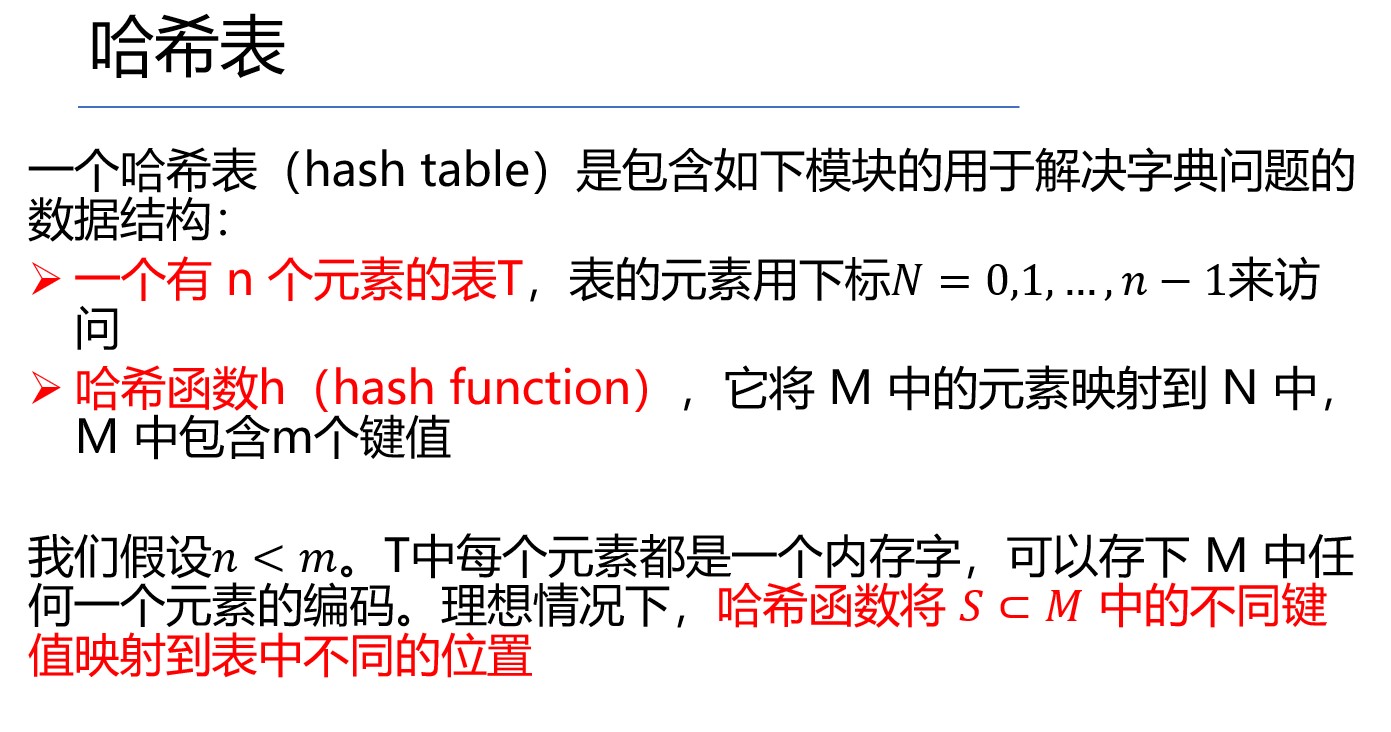 哈希表
一个哈希表（hash table）是包含如下模块的用于解决字典问题的
数据结构：
➢ 一个有 n 个元素的表T，表的元素用下标N = 0,1, … , n − 1来访
问
➢ 哈希函数h（hash function），它将 M 中的元素映射到 N 中，
M 中包含m个键值
我们假设n < m。T中每个元素都是一个内存字，可以存下 M 中任
何一个元素的编码。理想情况下，哈希函数将 S ⊂ M 中的不同键
值映射到表中不同的位置